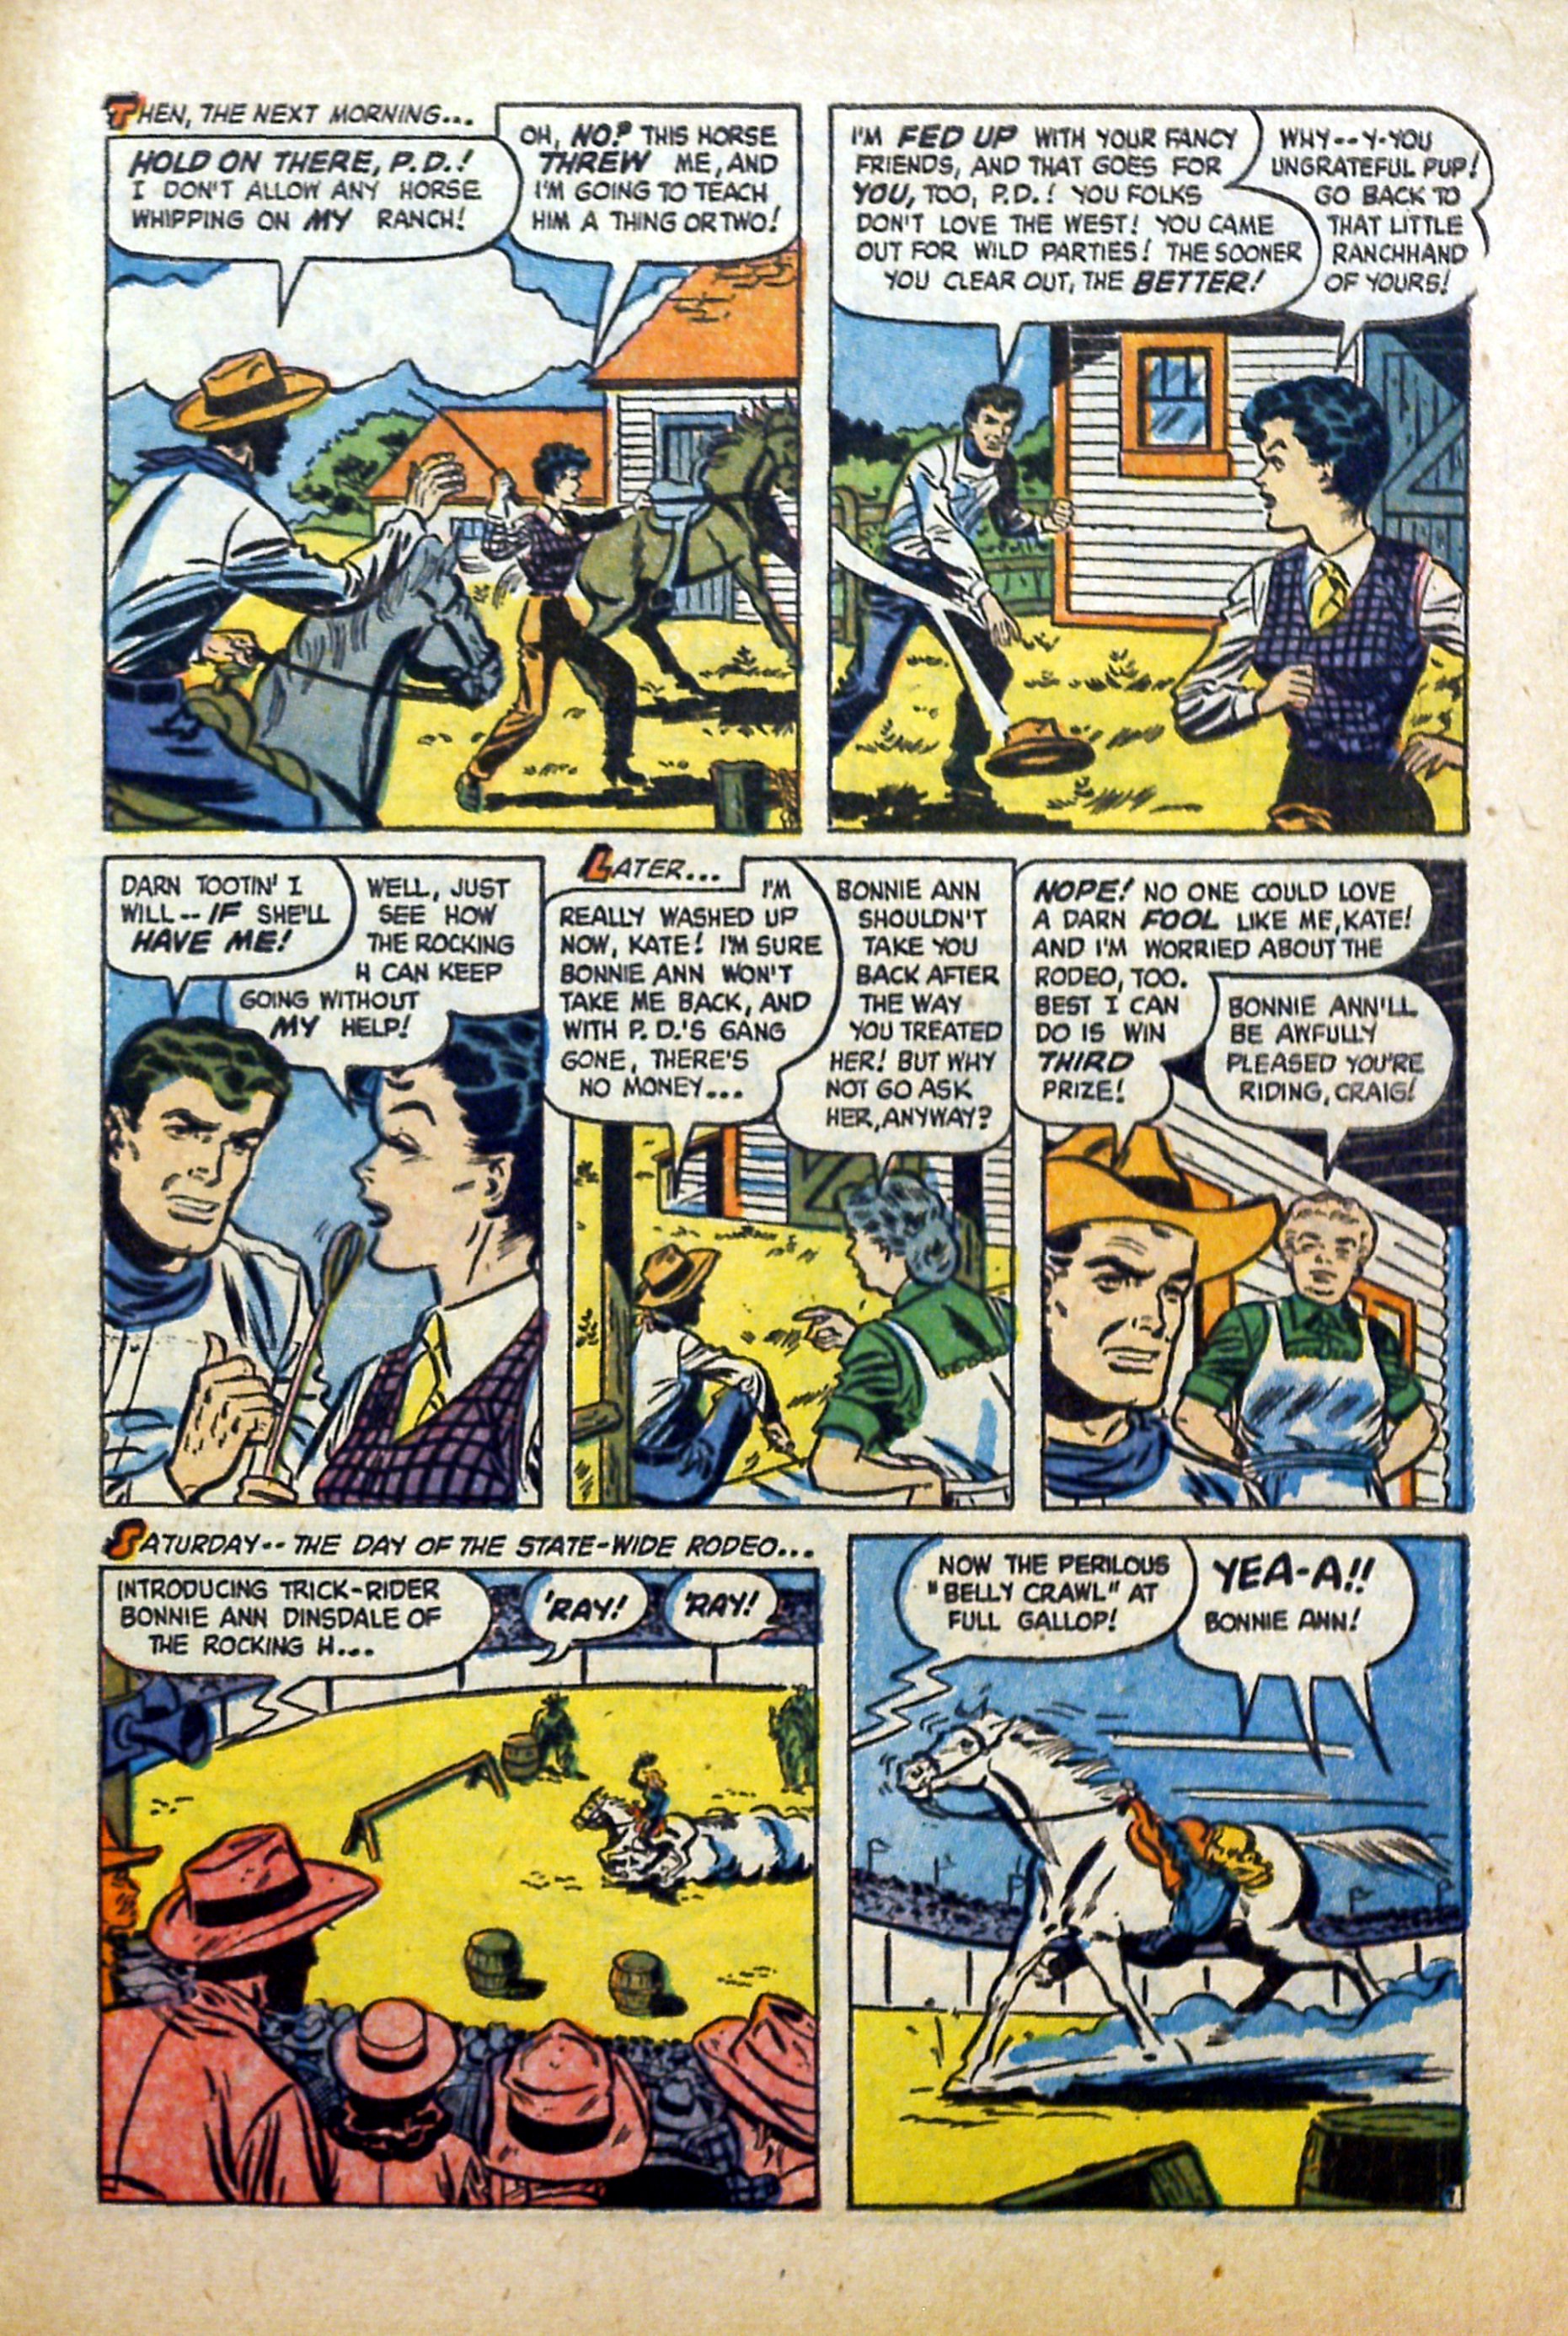 THEN, THE NEXT MORNING...
HOLD ON THERE, P.D.!
I DON'T ALLOW ANY HORSE
WHIPPING ON MY RANCH!
OH, NO? THIS HORSE
THREW ME, AND
I'M GOING TO TEACH
HIM A THING OR TWO!
I'M FED UP WITH YOUR FANCY
FRIENDS, AND THAT GOES FOR
YOU, TOO, P.D.! YOU FOLKS
DON'T LOVE THE WEST! YOU CAME
OUT FOR WILD PARTIES! THE SOONER
YOU CLEAR OUT, THE BETTER!
WHY--Y-YOU
UNGRATEFUL PUP!
GO BACK TO
THAT LITTLE
RANCHHAND
OF YOURS!
DARN TOOTIN' I
WILL--IF SHE'LL
HAVE ME!
WELL, JUST
SEE HOW
THE ROCKING
H CAN KEEP
GOING WITHOUT
MY HELP!
LATER...
I'M
REALLY WASHED UP
NOW, KATE! I'M SURE
BONNIE ANN WON'T
TAKE ME BACK, AND
WITH P.D.'S GANG
GONE, THERE'S
NO MONEY...
BONNIE ANN
SHOULDN'T
TAKE YOU
BACK AFTER
THE WAY
YOU TREATED
HER! BUT WHY
NOT GO ASK
HER, ANYWAY?
NOPE! NO ONE COULD LOVE
A DARN FOOL LIKE ME, KATE!
AND I'M WORRIED ABOUT THE
RODEO, TOO.
BEST I CAN
DO IS WIN
THIRD
PRIZE!
BONNIE ANN'LL
BE AWFULLY
PLEASED YOU'RE
RIDING, CRAIG!
SATURDAY-- THE DAY OF THE STATE-WIDE RODEO...
INTRODUCING TRICK-RIDER
BONNIE ANN DINSDALE OF
THE ROCKING H...
'RAY!
'RAY!
NOW THE PERILOUS
"BELLY CRAWL" AT
FULL GALLOP!
YEA-A!!
BONNIE ANN!